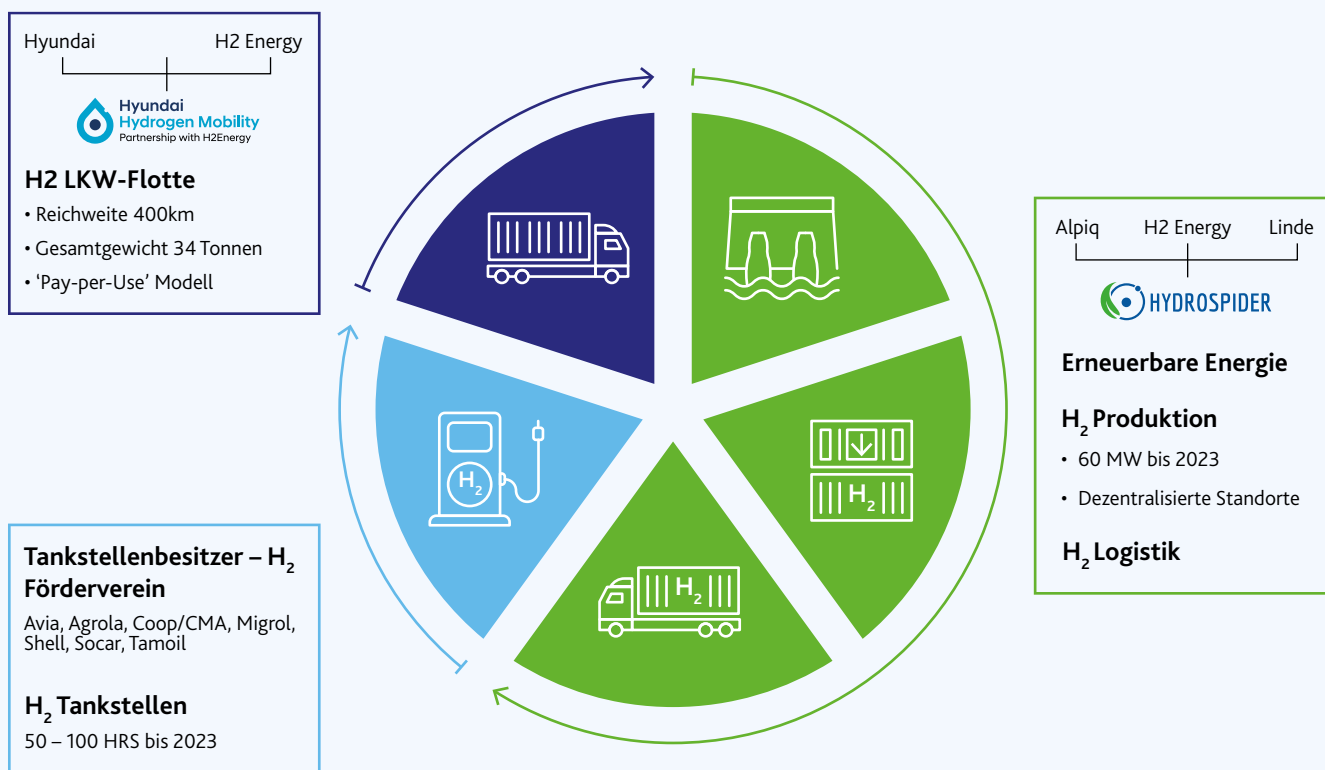 Hyundai H2 Energy
Hyundai
Hydrogen Mobility
Partnership with H2Energy
H2 LKW-Flotte
• Reichweite 400km
• Gesamtgewicht 34 Tonnen
• ‘Pay-per-Use’ Modell
Tankstellenbesitzer – H₂
Förderverein
Avia, Agrola, Coop/CMA, Migrol,
Shell, Socar, Tamoil
H₂ Tankstellen
50 – 100 HRS bis 2023
H₂
H₂
H₂
Alpiq H2 Energy Linde
HYDROSPIDER
Erneuerbare Energie
H₂ Produktion
• 60 MW bis 2023
• Dezentralisierte Standorte
H₂ Logistik